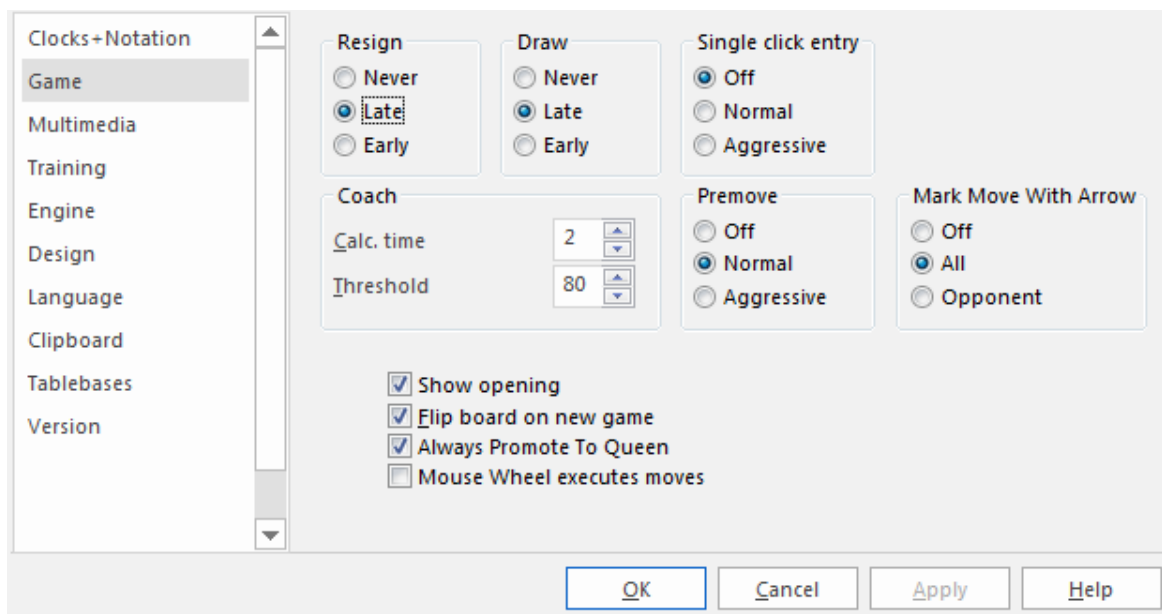 Clocks+Notation
Game
Multimedia
Training
Engine
Design
Language
Clipboard
Tablebases
Version
Resign
Never
Late
Early
Draw
Never
Late
Early
Single click entry
Off
Normal
Aggressive
Coach
Calc. time 2
Threshold 80
Premove
Off
Normal
Aggressive
Mark Move With Arrow
Off
All
Opponent
Show opening
Flip board on new game
Always Promote To Queen
Mouse Wheel executes moves
OK Cancel Apply Help